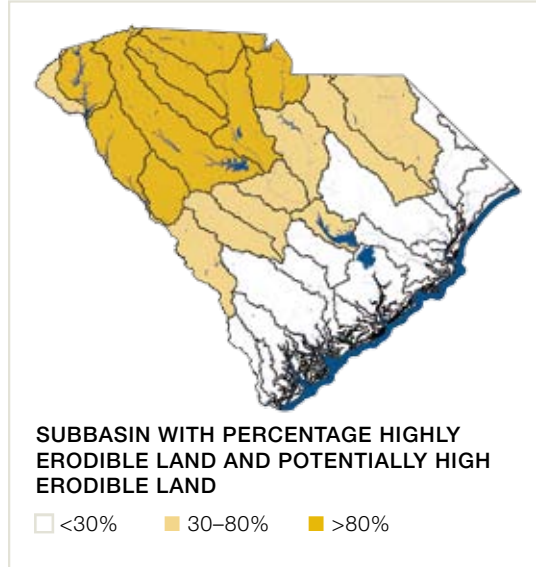 SUBBASIN WITH PERCENTAGE HIGHLY
ERODIBLE LAND AND POTENTIALLY HIGH
ERODIBLE LAND
<30% 30–80% >80%